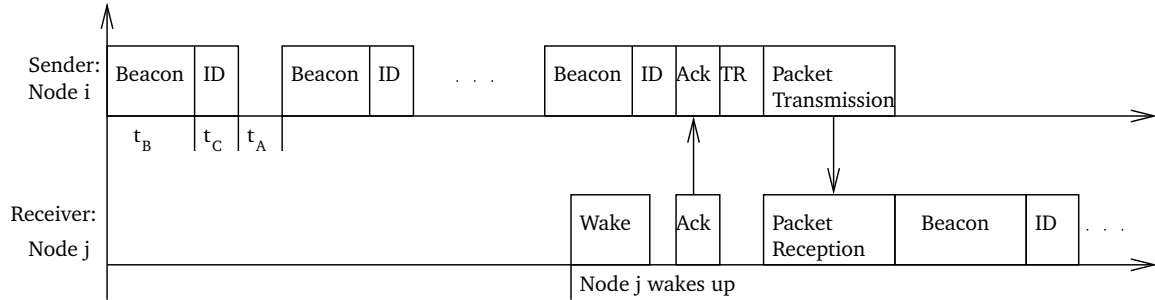 Sender:
Node i
Beacon ID Beacon ID . . . Beacon ID Ack TR Packet
Transmission
t_B t_C t_A
Receiver:
Node j
Wake Ack Packet
Reception Beacon ID . . .
Node j wakes up